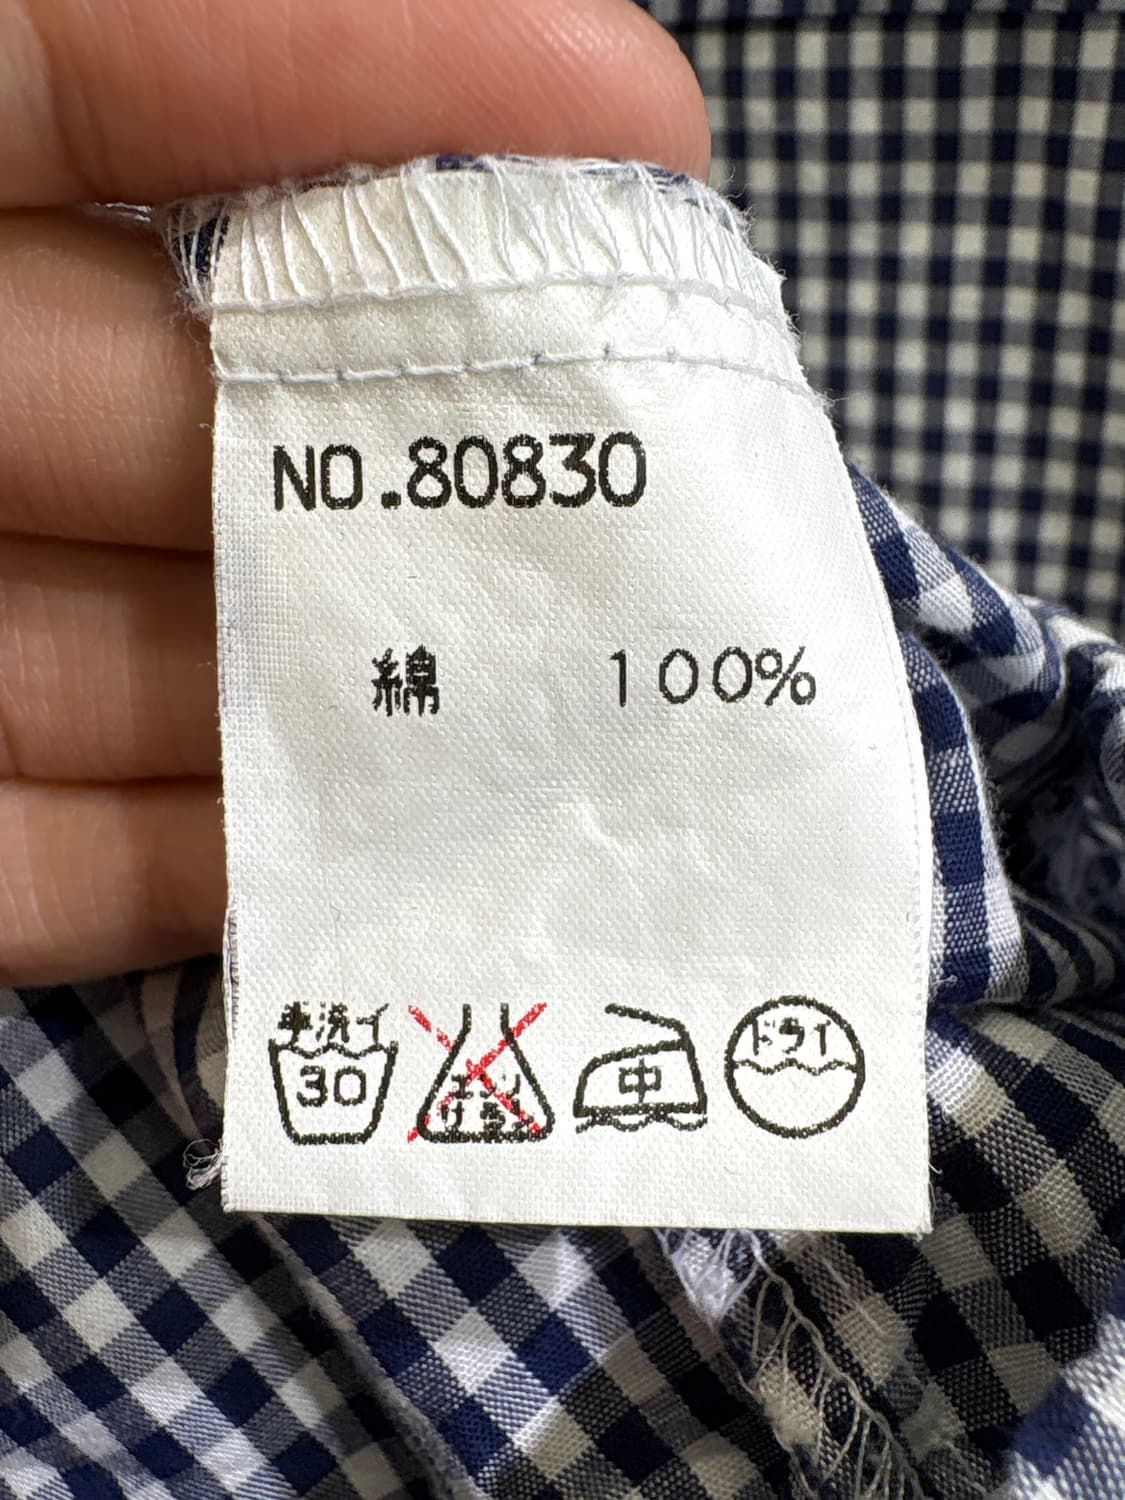 NO.80830
綿 100%
手洗イ
30
エンソ
サラシ
中
ドライ